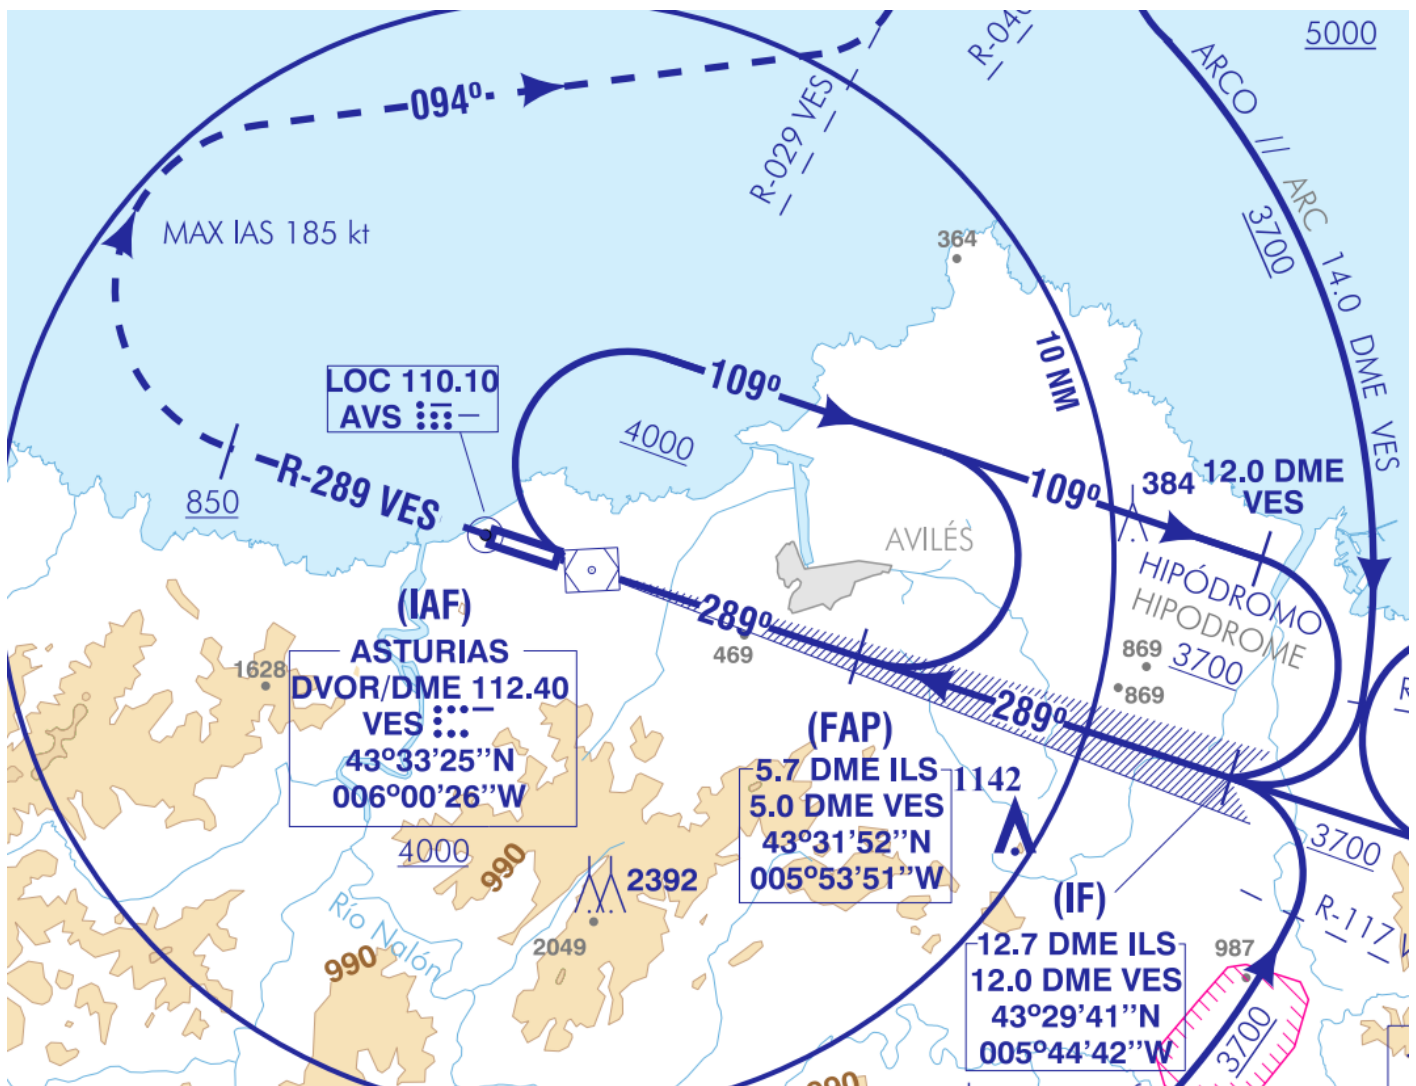 5000
R-040
ARCO // ARC 14.0 DME VES
094º
R-029 VES
MAX IAS 185 kt
3700
364
10 NM
LOC 110.10
AVS
109º
4000
R-289 VES
850
109º
384
12.0 DME
VES
AVILÉS
HIPÓDROMO
HIPODROME
3700
(IAF)
ASTURIAS
DVOR/DME 112.40
VES
43º33'25''N
006º00'26''W
289º
469
869
869
1628
289º
(FAP)
5.7 DME ILS
5.0 DME VES
43º31'52''N
005º53'51''W
1142
3700
4000
990
2392
2049
Río Nalón
990
(IF)
12.7 DME ILS
12.0 DME VES
43º29'41''N
005º44'42''W
R-117
987
3700
990